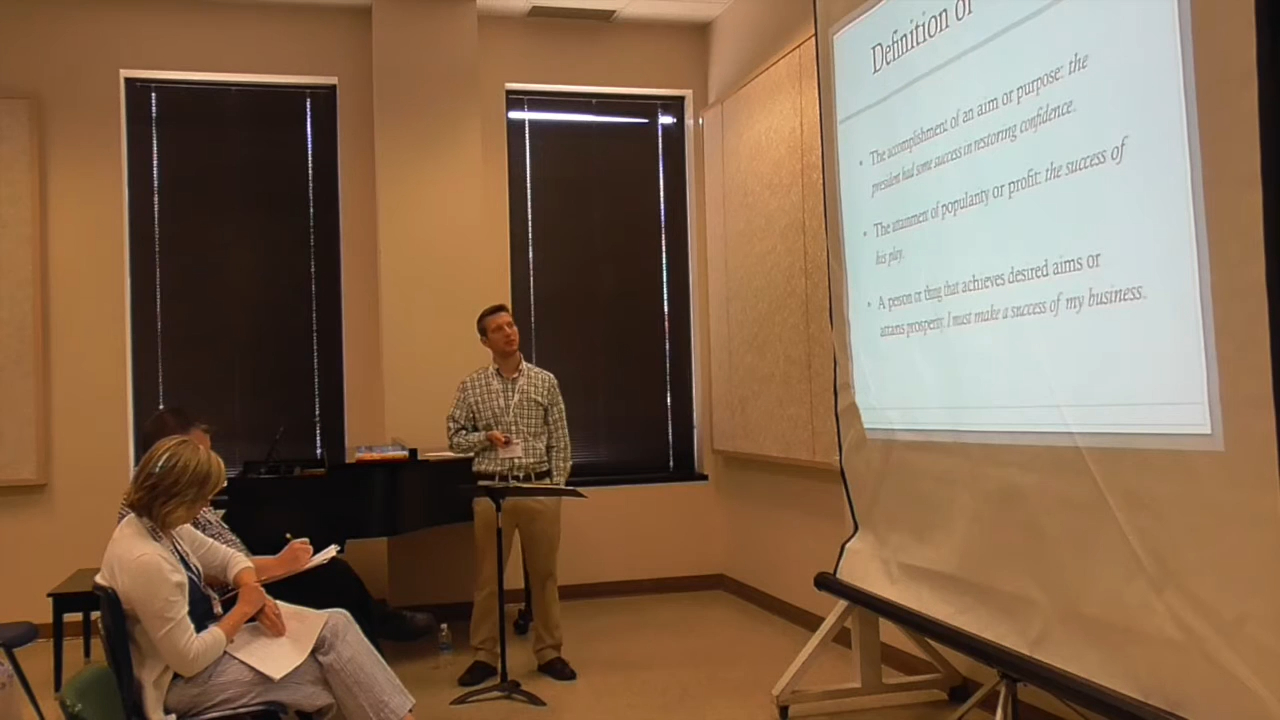 Definition of
• The accomplishment of an aim or purpose: the
president had some success in restoring confidence.
• The attainment of popularity or profit: the success of
his play.
• A person or thing that achieves desired aims or
attains prosperity: I must make a success of my business.